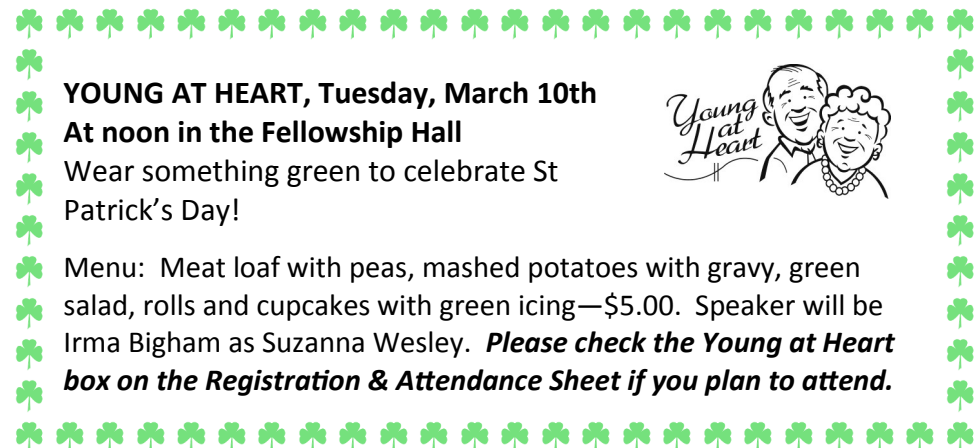 YOUNG AT HEART, Tuesday, March 10th
At noon in the Fellowship Hall
Wear something green to celebrate St
Patrick’s Day!
Young
at
Heart
Menu:  Meat loaf with peas, mashed potatoes with gravy, green
salad, rolls and cupcakes with green icing—$5.00.  Speaker will be
Irma Bigham as Suzanna Wesley.  Please check the Young at Heart
box on the Registration & Attendance Sheet if you plan to attend.